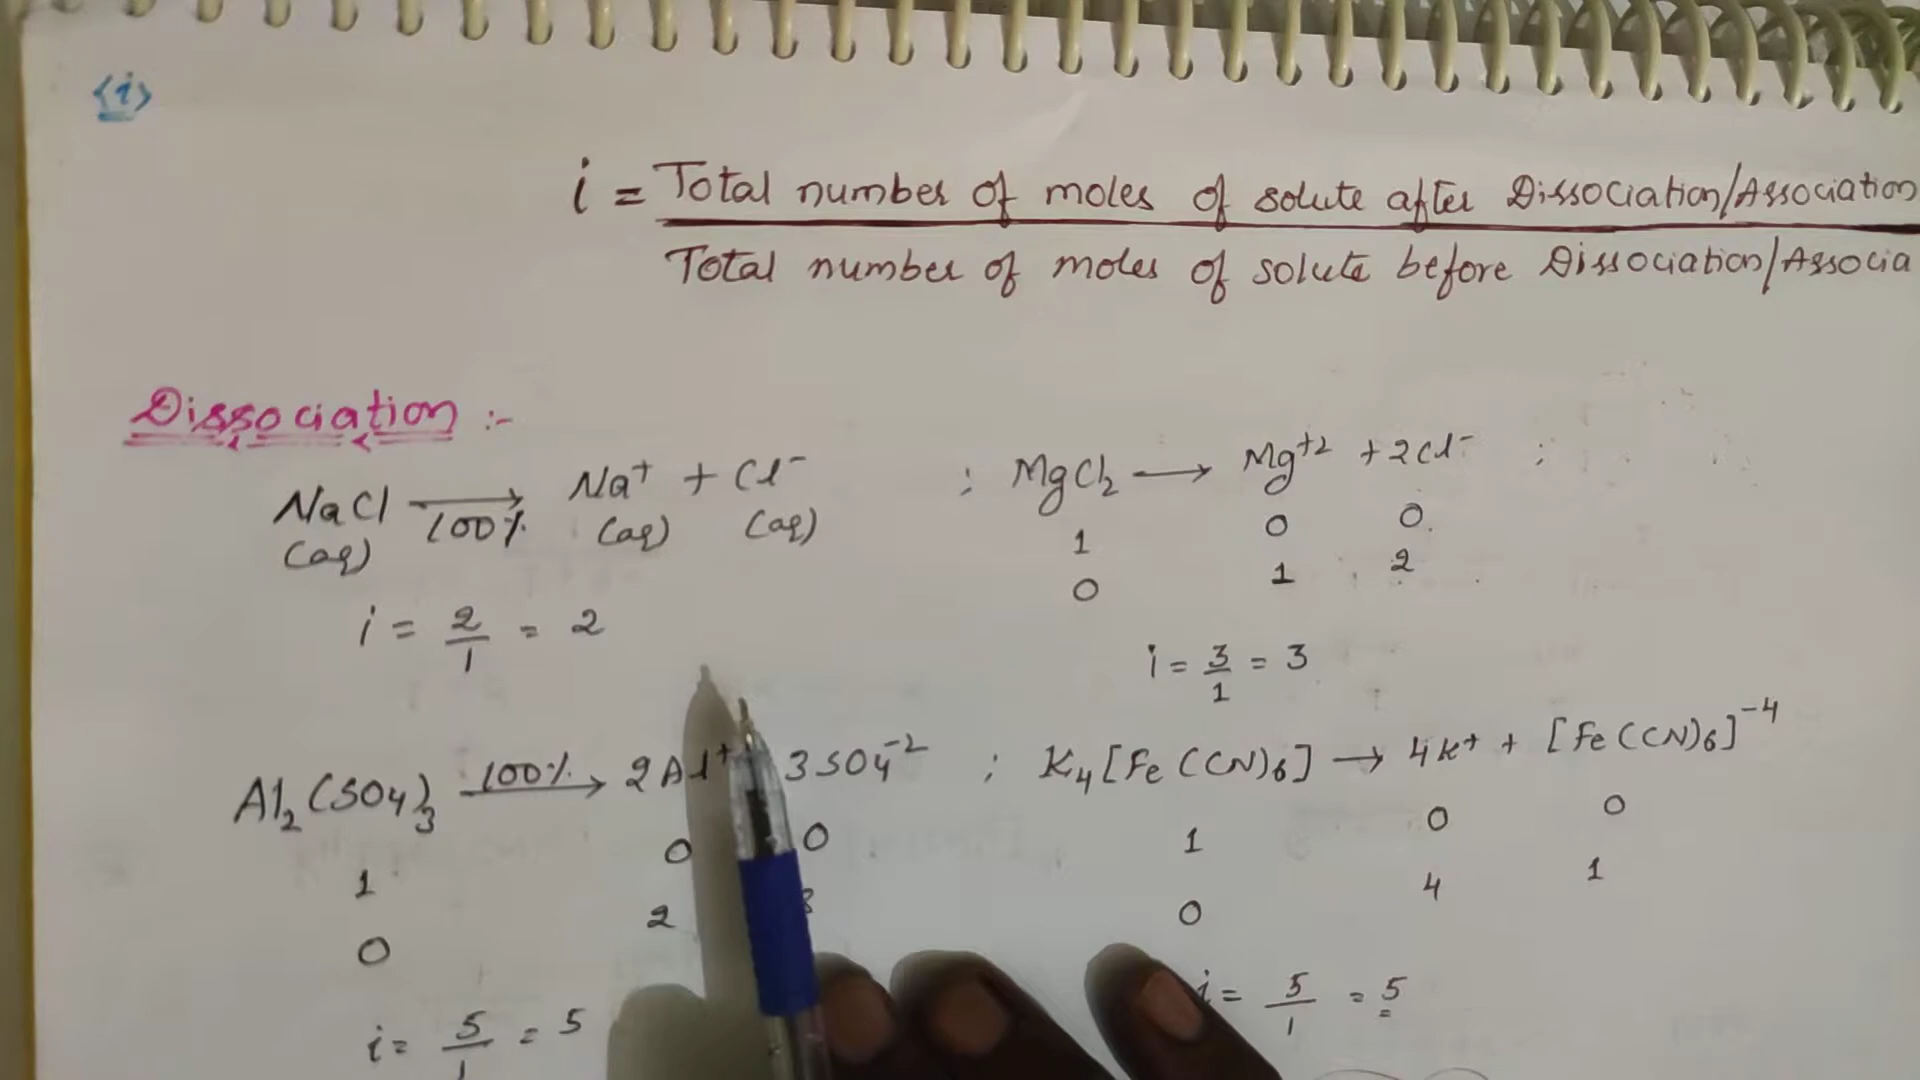 <i>
i = Total number of moles of solute after Dissociation/Association
Total number of moles of solute before Dissociation/Associa
Dissociation :-
NaCl ⟶ Na⁺ + Cl⁻ ; MgCl₂ ⟶ Mg⁺² + 2Cl⁻ ;
(aq) 100% (aq) (aq) 1 0 0
0 1 2
i = 2/1 = 2
i = 3/1 = 3
Al₂(SO₄)₃ 100%⟶ 2Al⁺ 3SO₄⁻² ; K₄[Fe(CN)₆] ⟶ 4K⁺ + [Fe(CN)₆]⁻⁴
1 0 0 1 0 0
0 2 3 0 4 1
i = 5/1 = 5 i = 5/1 = 5